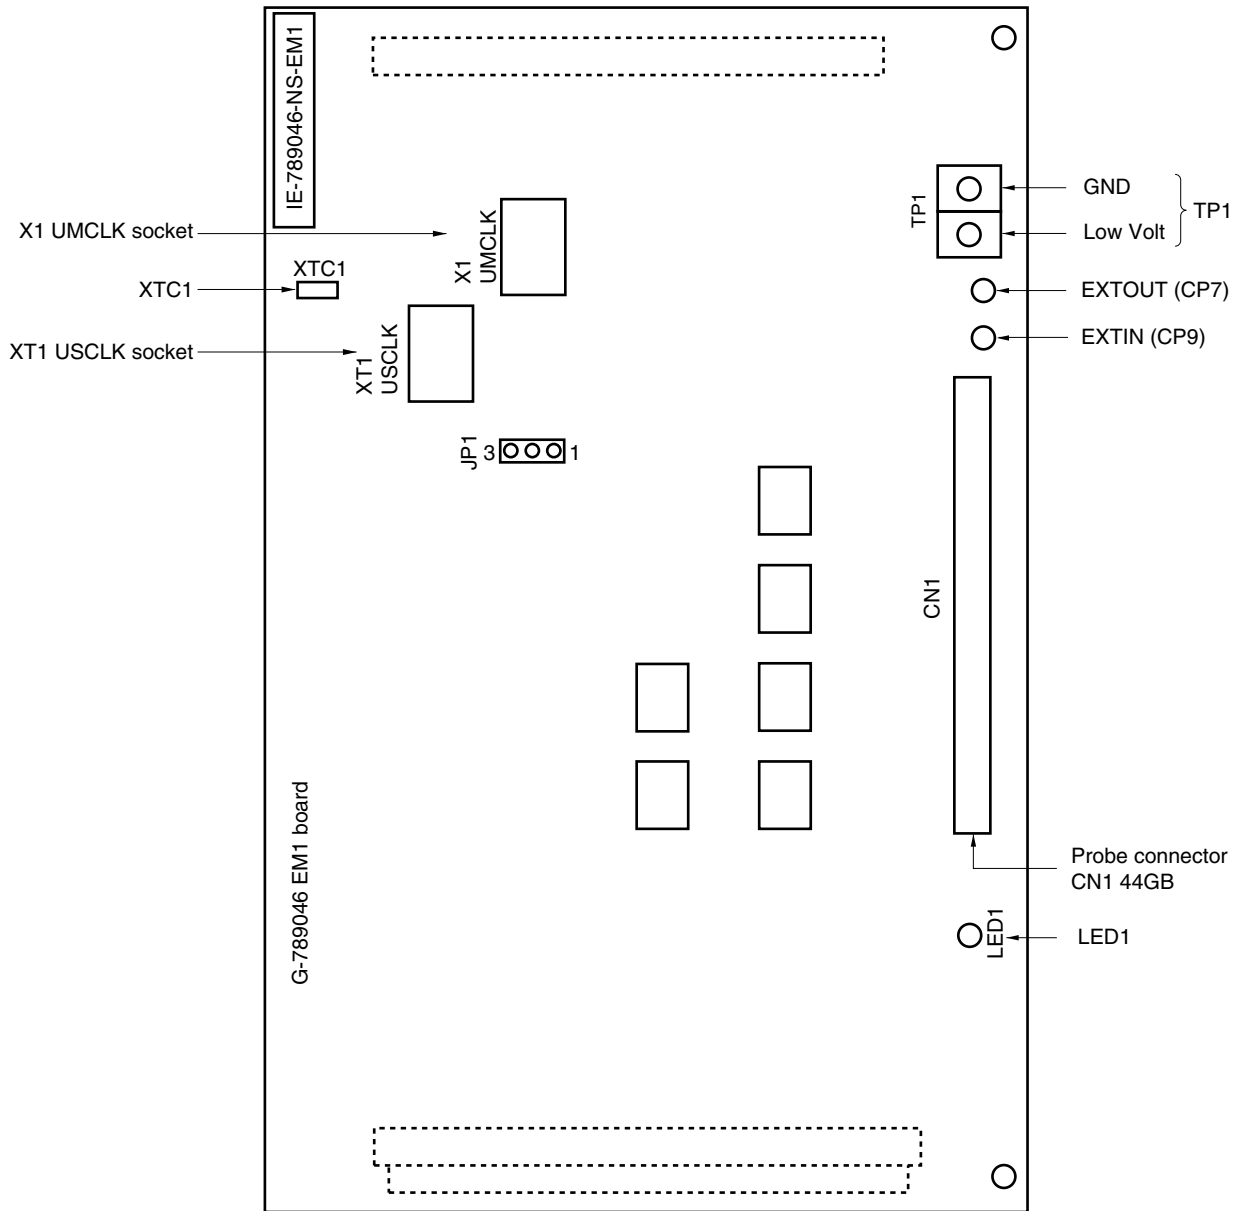 IE-789046-NS-EM1
GND
Low Volt
TP1
TP1
X1 UMCLK socket
X1
UMCLK
XTC1
XTC1
EXTOUT (CP7)
EXTIN (CP9)
XT1 USCLK socket
XT1
USCLK
JP1
3
1
CN1
G-789046 EM1 board
Probe connector
CN1 44GB
LED1
LED1